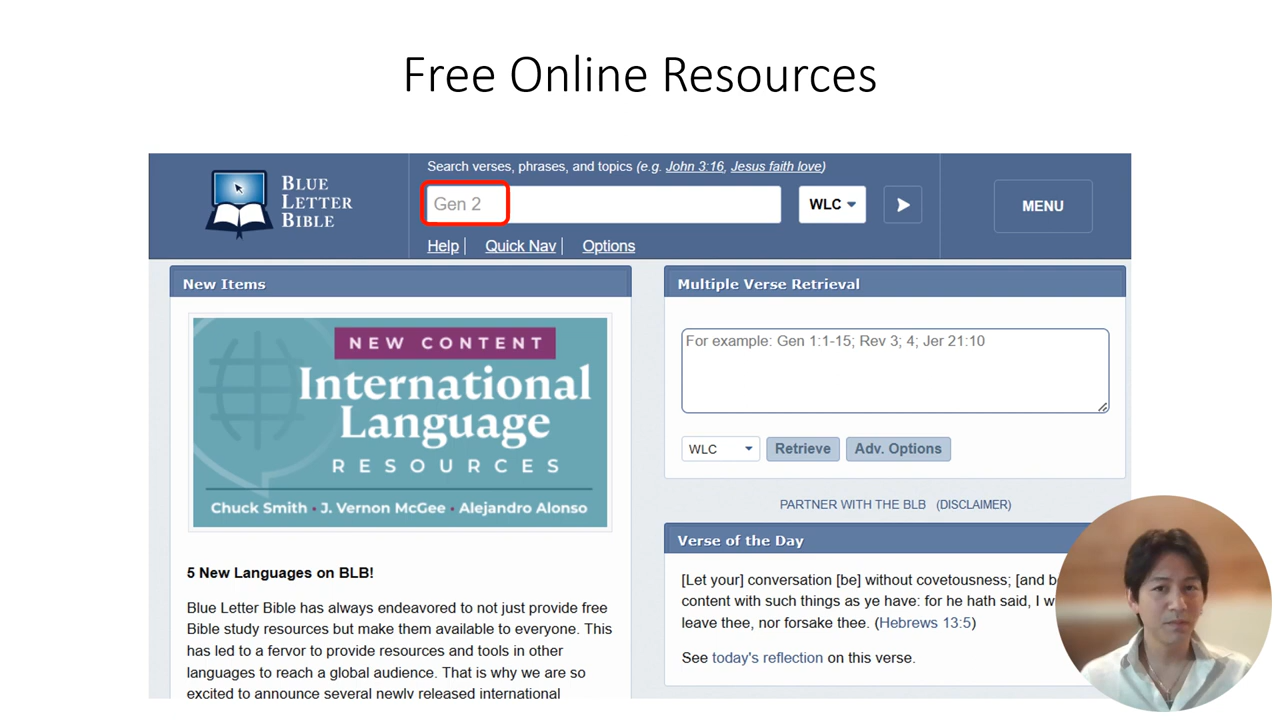 Free Online Resources
BLUE
LETTER
BIBLE
Search verses, phrases, and topics (e.g. John 3:16, Jesus faith love)
Gen 2
WLC
MENU
Help
Quick Nav
Options
New Items
NEW CONTENT
International
Language
RESOURCES
Chuck Smith • J. Vernon McGee • Alejandro Alonso
5 New Languages on BLB!
Blue Letter Bible has always endeavored to not just provide free
Bible study resources but make them available to everyone. This
has led to a fervor to provide resources and tools in other
languages to reach a global audience. That is why we are so
excited to announce several newly released international
Multiple Verse Retrieval
For example: Gen 1:1-15; Rev 3; 4; Jer 21:10
WLC
Retrieve
Adv. Options
PARTNER WITH THE BLB (DISCLAIMER)
Verse of the Day
[Let your] conversation [be] without covetousness; [and
content with such things as ye have: for he hath said, I
leave thee, nor forsake thee. (Hebrews 13:5)
See today's reflection on this verse.